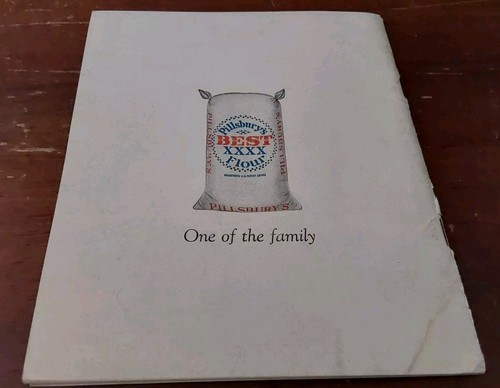 Pillsbury's
BEST
XXXX
Flour
PILLSBURY'S
One of the family